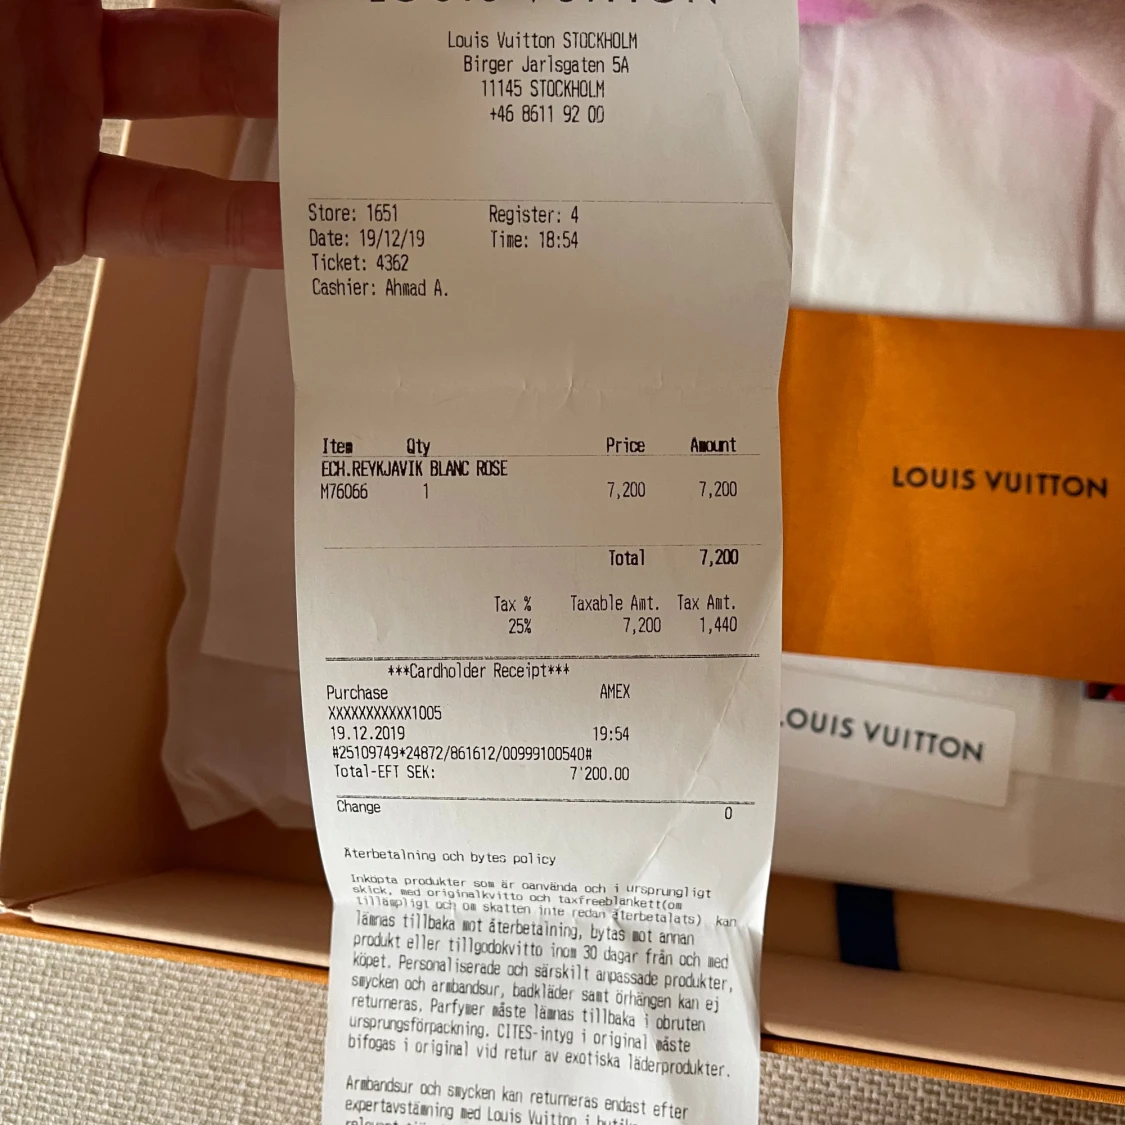 LOUIS VUITTON
Louis Vuitton STOCKHOLM
Birger Jarlsgaten 5A
11145 STOCKHOLM
+46 8611 92 00
Store: 1651 Register: 4
Date: 19/12/19 Time: 18:54
Ticket: 4362
Cashier: Ahmad A.
Item Qty Price Amount
ECH.REYKJAVIK BLANC ROSE
M76066 1 7,200 7,200
Total 7,200
Tax % Taxable Amt. Tax Amt.
25% 7,200 1,440
***Cardholder Receipt***
Purchase AMEX
XXXXXXXXXXX1005
19.12.2019 19:54
#25109749*24872/861612/00999100540#
Total-EFT SEK: 7'200.00
Change 0
Återbetalning och bytes policy
Inköpta produkter som är oanvända och i ursprungligt
skick, med originalkvitto och taxfreeblankett(om
tillämpligt och om skatten inte redan återbetalats) kan
lämnas tillbaka mot återbetalning, bytas mot annan
produkt eller tillgodokvitto inom 30 dagar från och med
köpet. Personaliserade och särskilt anpassade produkter,
smycken och armbandsur, badkläder samt örhängen kan ej
returneras. Parfymer måste lämnas tillbaka i obruten
ursprungsförpackning. CITES-intyg i original måste
bifogas i original vid retur av exotiska läderprodukter.
Armbandsur och smycken kan returneras endast efter
expertavstämning med Louis Vuitton i
LOUIS VUITTON
LOUIS VUITTON